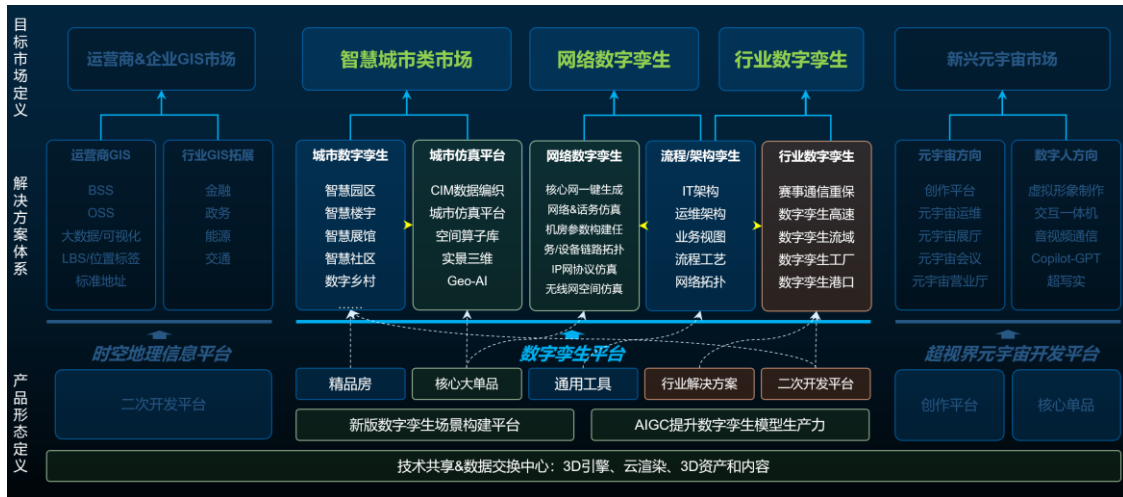 目标市场定义
运营商&企业GIS市场
智慧城市类市场
网络数字孪生
行业数字孪生
新兴元宇宙市场
解决方案体系
运营商GIS
BSS
OSS
大数据/可视化
LBS/位置标签
标准地址
行业GIS拓展
金融
政务
能源
交通
城市数字孪生
智慧园区
智慧楼宇
智慧展馆
智慧社区
数字乡村
......
城市仿真平台
CIM数据编织
城市仿真平台
空间算子库
实景三维
Geo-AI
网络数字孪生
核心网一键生成
网络&话务仿真
机房参数构建任
务/设备链路拓扑
IP网协议仿真
无线网空间仿真
流程/架构孪生
IT架构
运维架构
业务视图
流程工艺
网络拓扑
行业数字孪生
赛事通信重保
数字孪生高速
数字孪生流域
数字孪生工厂
数字孪生港口
元宇宙方向
创作平台
元宇宙运维
元宇宙展厅
元宇宙会议
元宇宙营业厅
数字人方向
虚拟形象制作
交互一体机
音视频通信
Copilot-GPT
超写实
时空地理信息平台
数字孪生平台
超视界元宇宙开发平台
产品形态定义
二次开发平台
精品房
核心大单品
通用工具
行业解决方案
二次开发平台
创作平台
核心单品
新版数字孪生场景构建平台
AIGC提升数字孪生模型生产力
技术共享&数据交换中心：3D引擎、云渲染、3D资产和内容